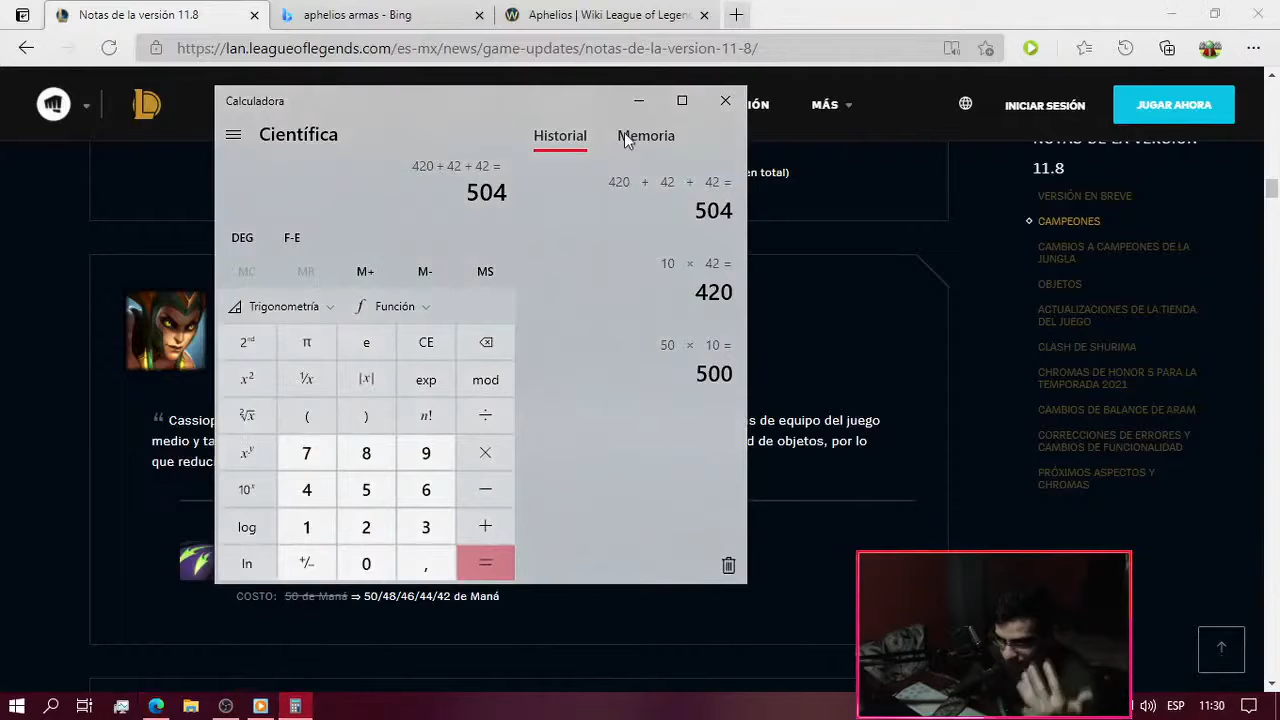 Notas de la versión 11.8
aphelios armas - Bing
Aphelios | Wiki League of Legen
https://lan.leagueoflegends.com/es-mx/news/game-updates/notas-de-la-version-11-8/
IÓN
MÁS
INICIAR SESIÓN
JUGAR AHORA
Calculadora
Científica
Historial
Memoria
420 + 42 + 42 =
504
420 + 42 + 42 =
504
10 × 42 =
420
50 × 10 =
500
DEG
F-E
MC
MR
M+
M-
MS
Trigonometría
f Función
2nd
π
e
CE
x²
¹/x
|x|
exp
mod
²√x
(
)
n!
÷
xʸ
7
8
9
×
10ˣ
4
5
6
−
log
1
2
3
+
ln
+/−
0
,
=
en total)
“ Cassiop
s de equipo del juego
medio y ta
d de objetos, por lo
que reduc
COSTO: 50 de Maná ⇒ 50/48/46/44/42 de Maná
NOTAS DE LA VERSIÓN
11.8
VERSIÓN EN BREVE
CAMPEONES
CAMBIOS A CAMPEONES DE LA
JUNGLA
OBJETOS
ACTUALIZACIONES DE LA TIENDA
DEL JUEGO
CLASH DE SHURIMA
CHROMAS DE HONOR 5 PARA LA
TEMPORADA 2021
CAMBIOS DE BALANCE DE ARAM
CORRECCIONES DE ERRORES Y
CAMBIOS DE FUNCIONALIDAD
PRÓXIMOS ASPECTOS Y
CHROMAS
ESP
11:30